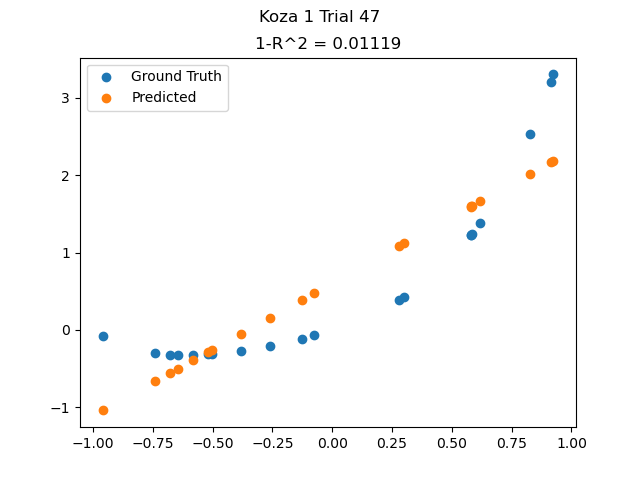 Koza 1 Trial 47
1-R^2 = 0.01119
Ground Truth
Predicted
3
2
1
0
−1
−1.00 −0.75 −0.50 −0.25 0.00 0.25 0.50 0.75 1.00